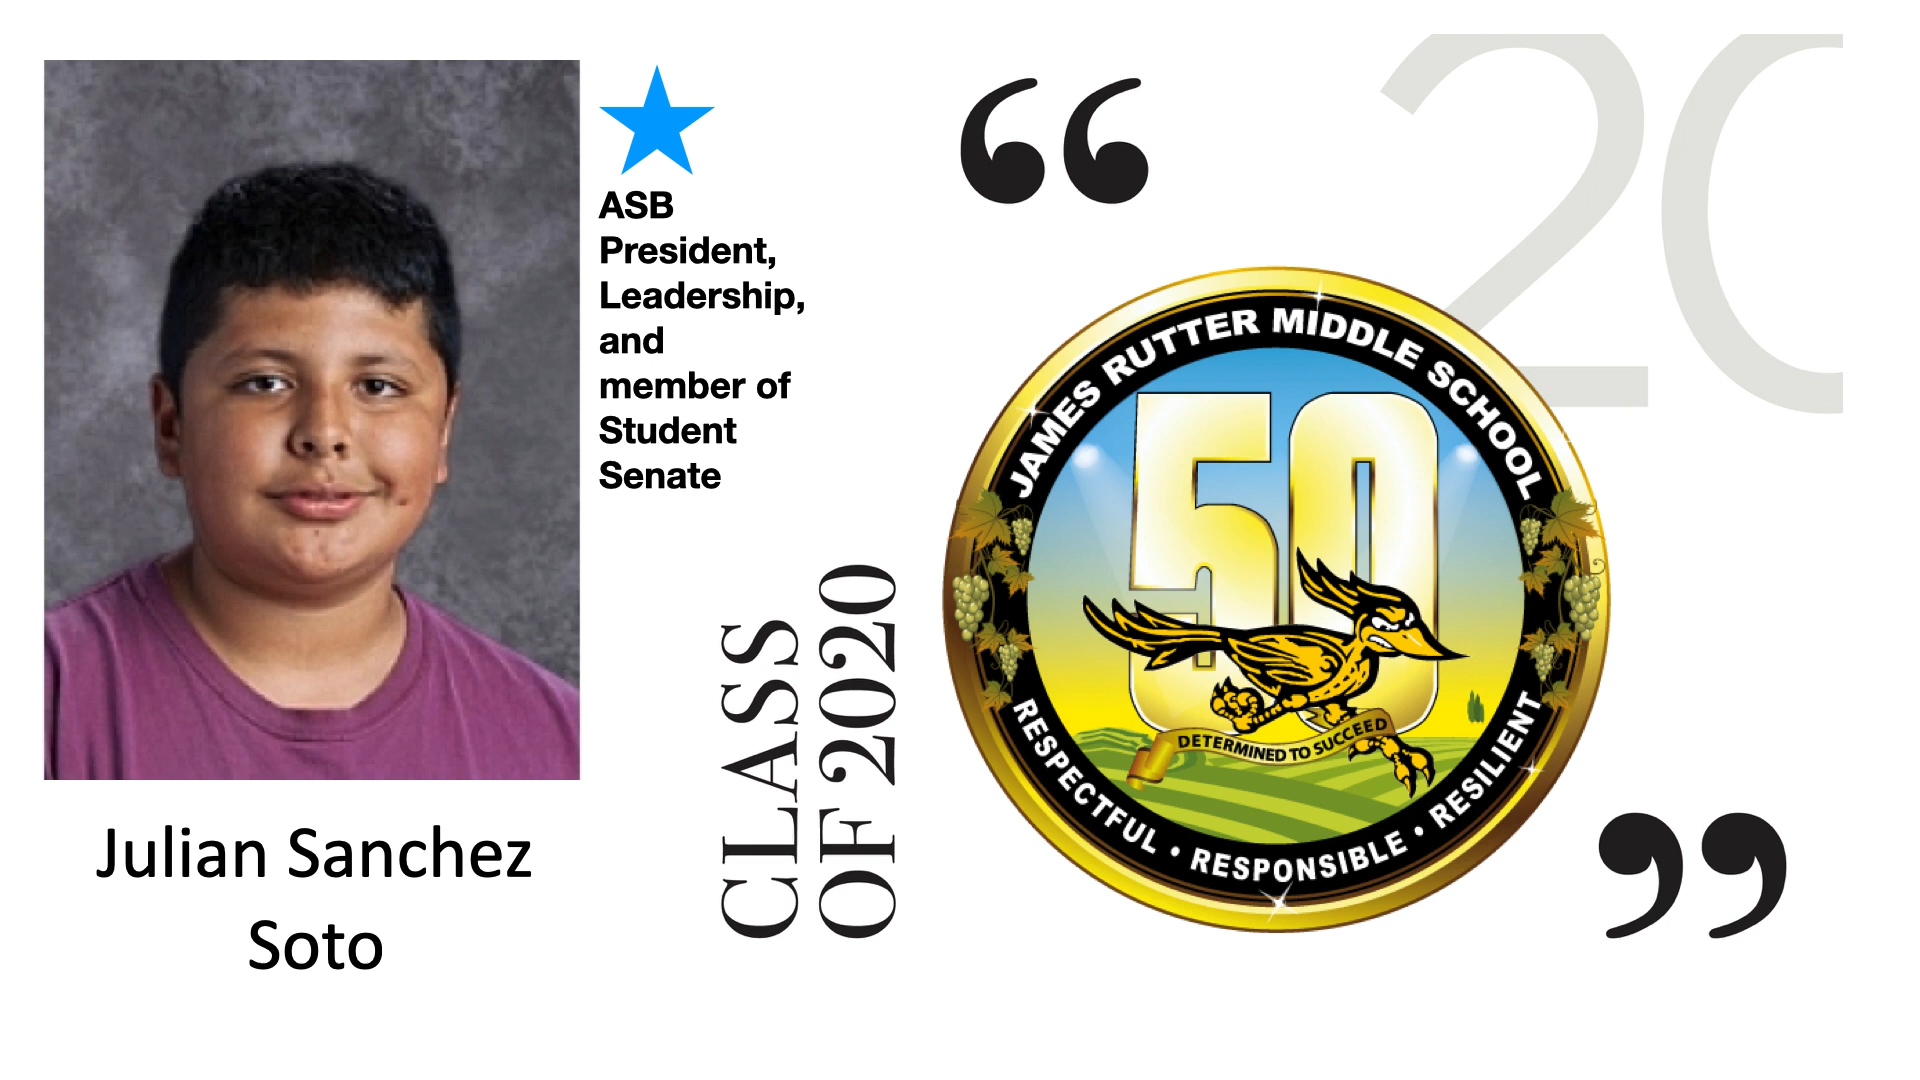 ASB
President,
Leadership,
and
member of
Student
Senate
Julian Sanchez
Soto
CLASS
OF 2020
“
20
JAMES RUTTER MIDDLE SCHOOL
50
DETERMINED TO SUCCEED
RESPECTFUL • RESPONSIBLE • RESILIENT
”